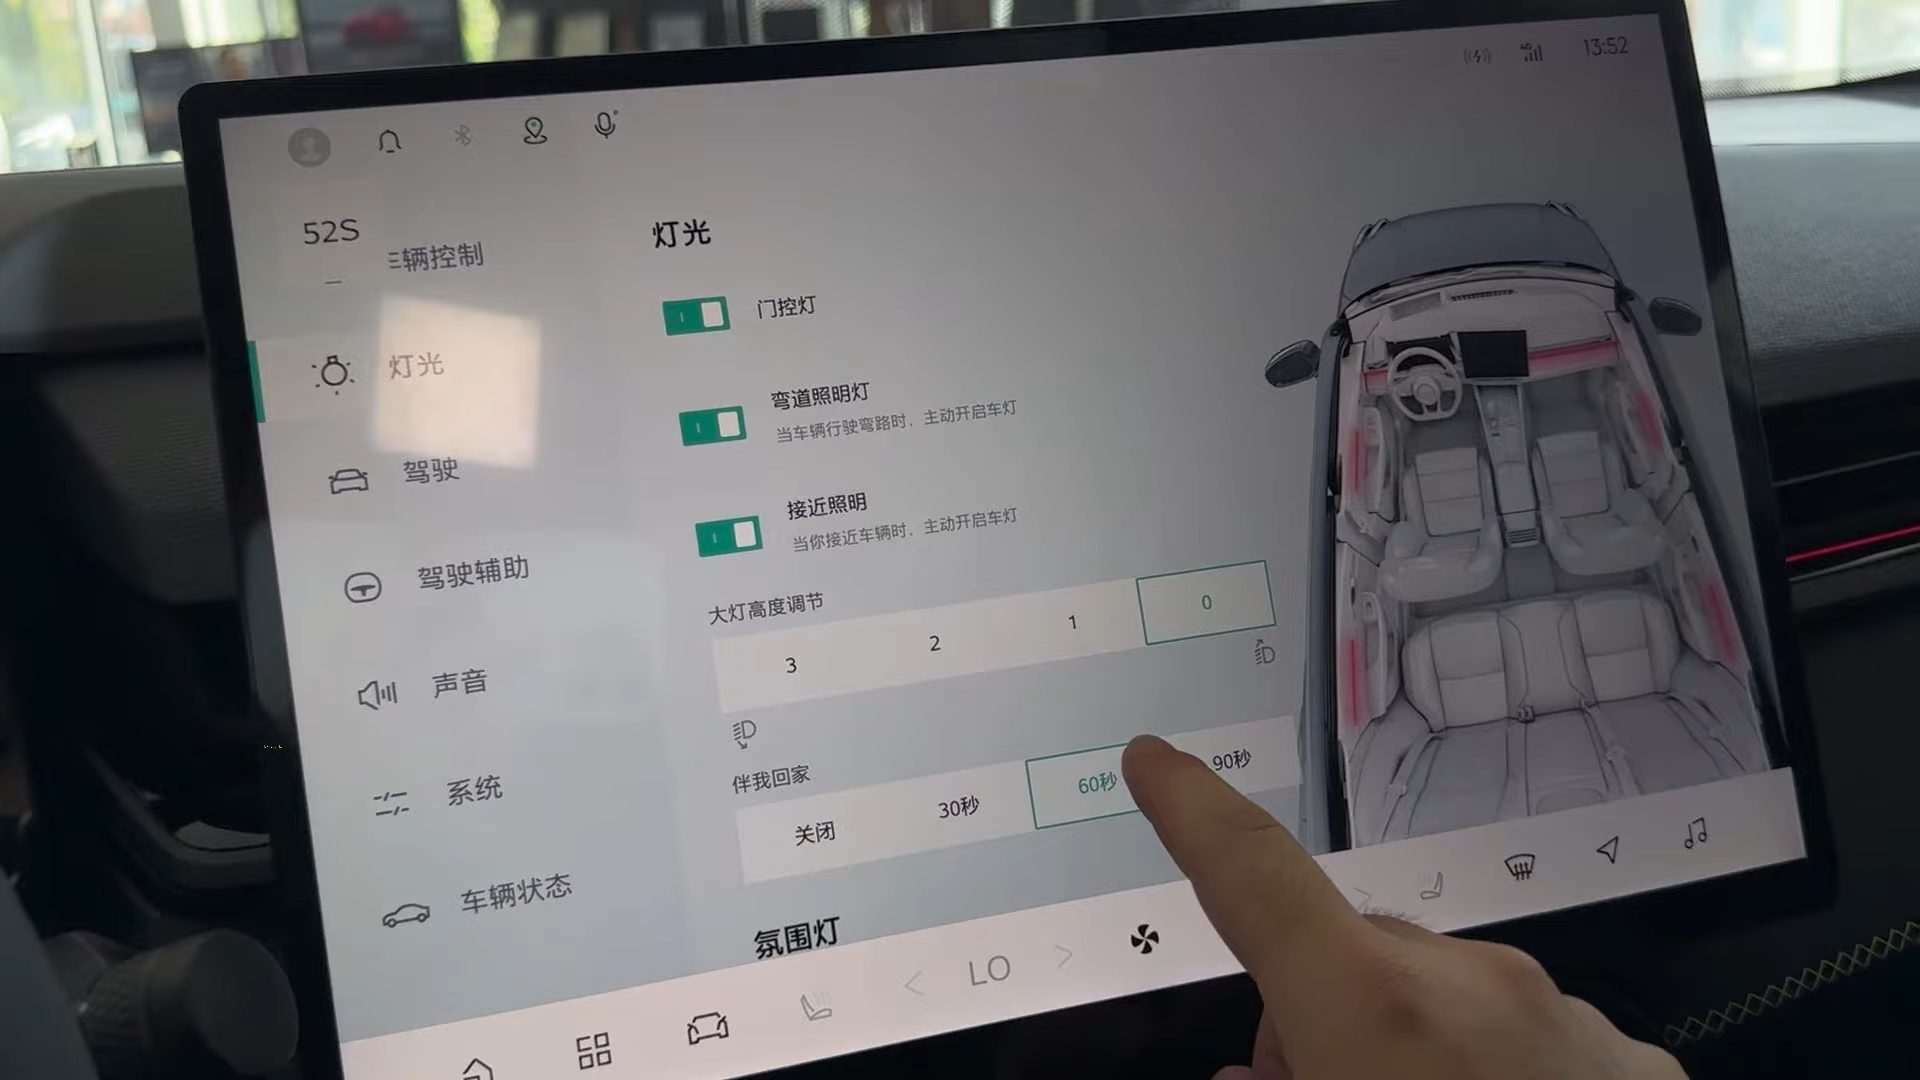 13:52
52S
辆控制
灯光
驾驶
驾驶辅助
声音
系统
车辆状态
灯光
门控灯
弯道照明灯
当车辆行驶弯路时，主动开启车灯
接近照明
当你接近车辆时，主动开启车灯
大灯高度调节
3 2 1 0
伴我回家
关闭 30秒 60秒 90秒
氛围灯
LO